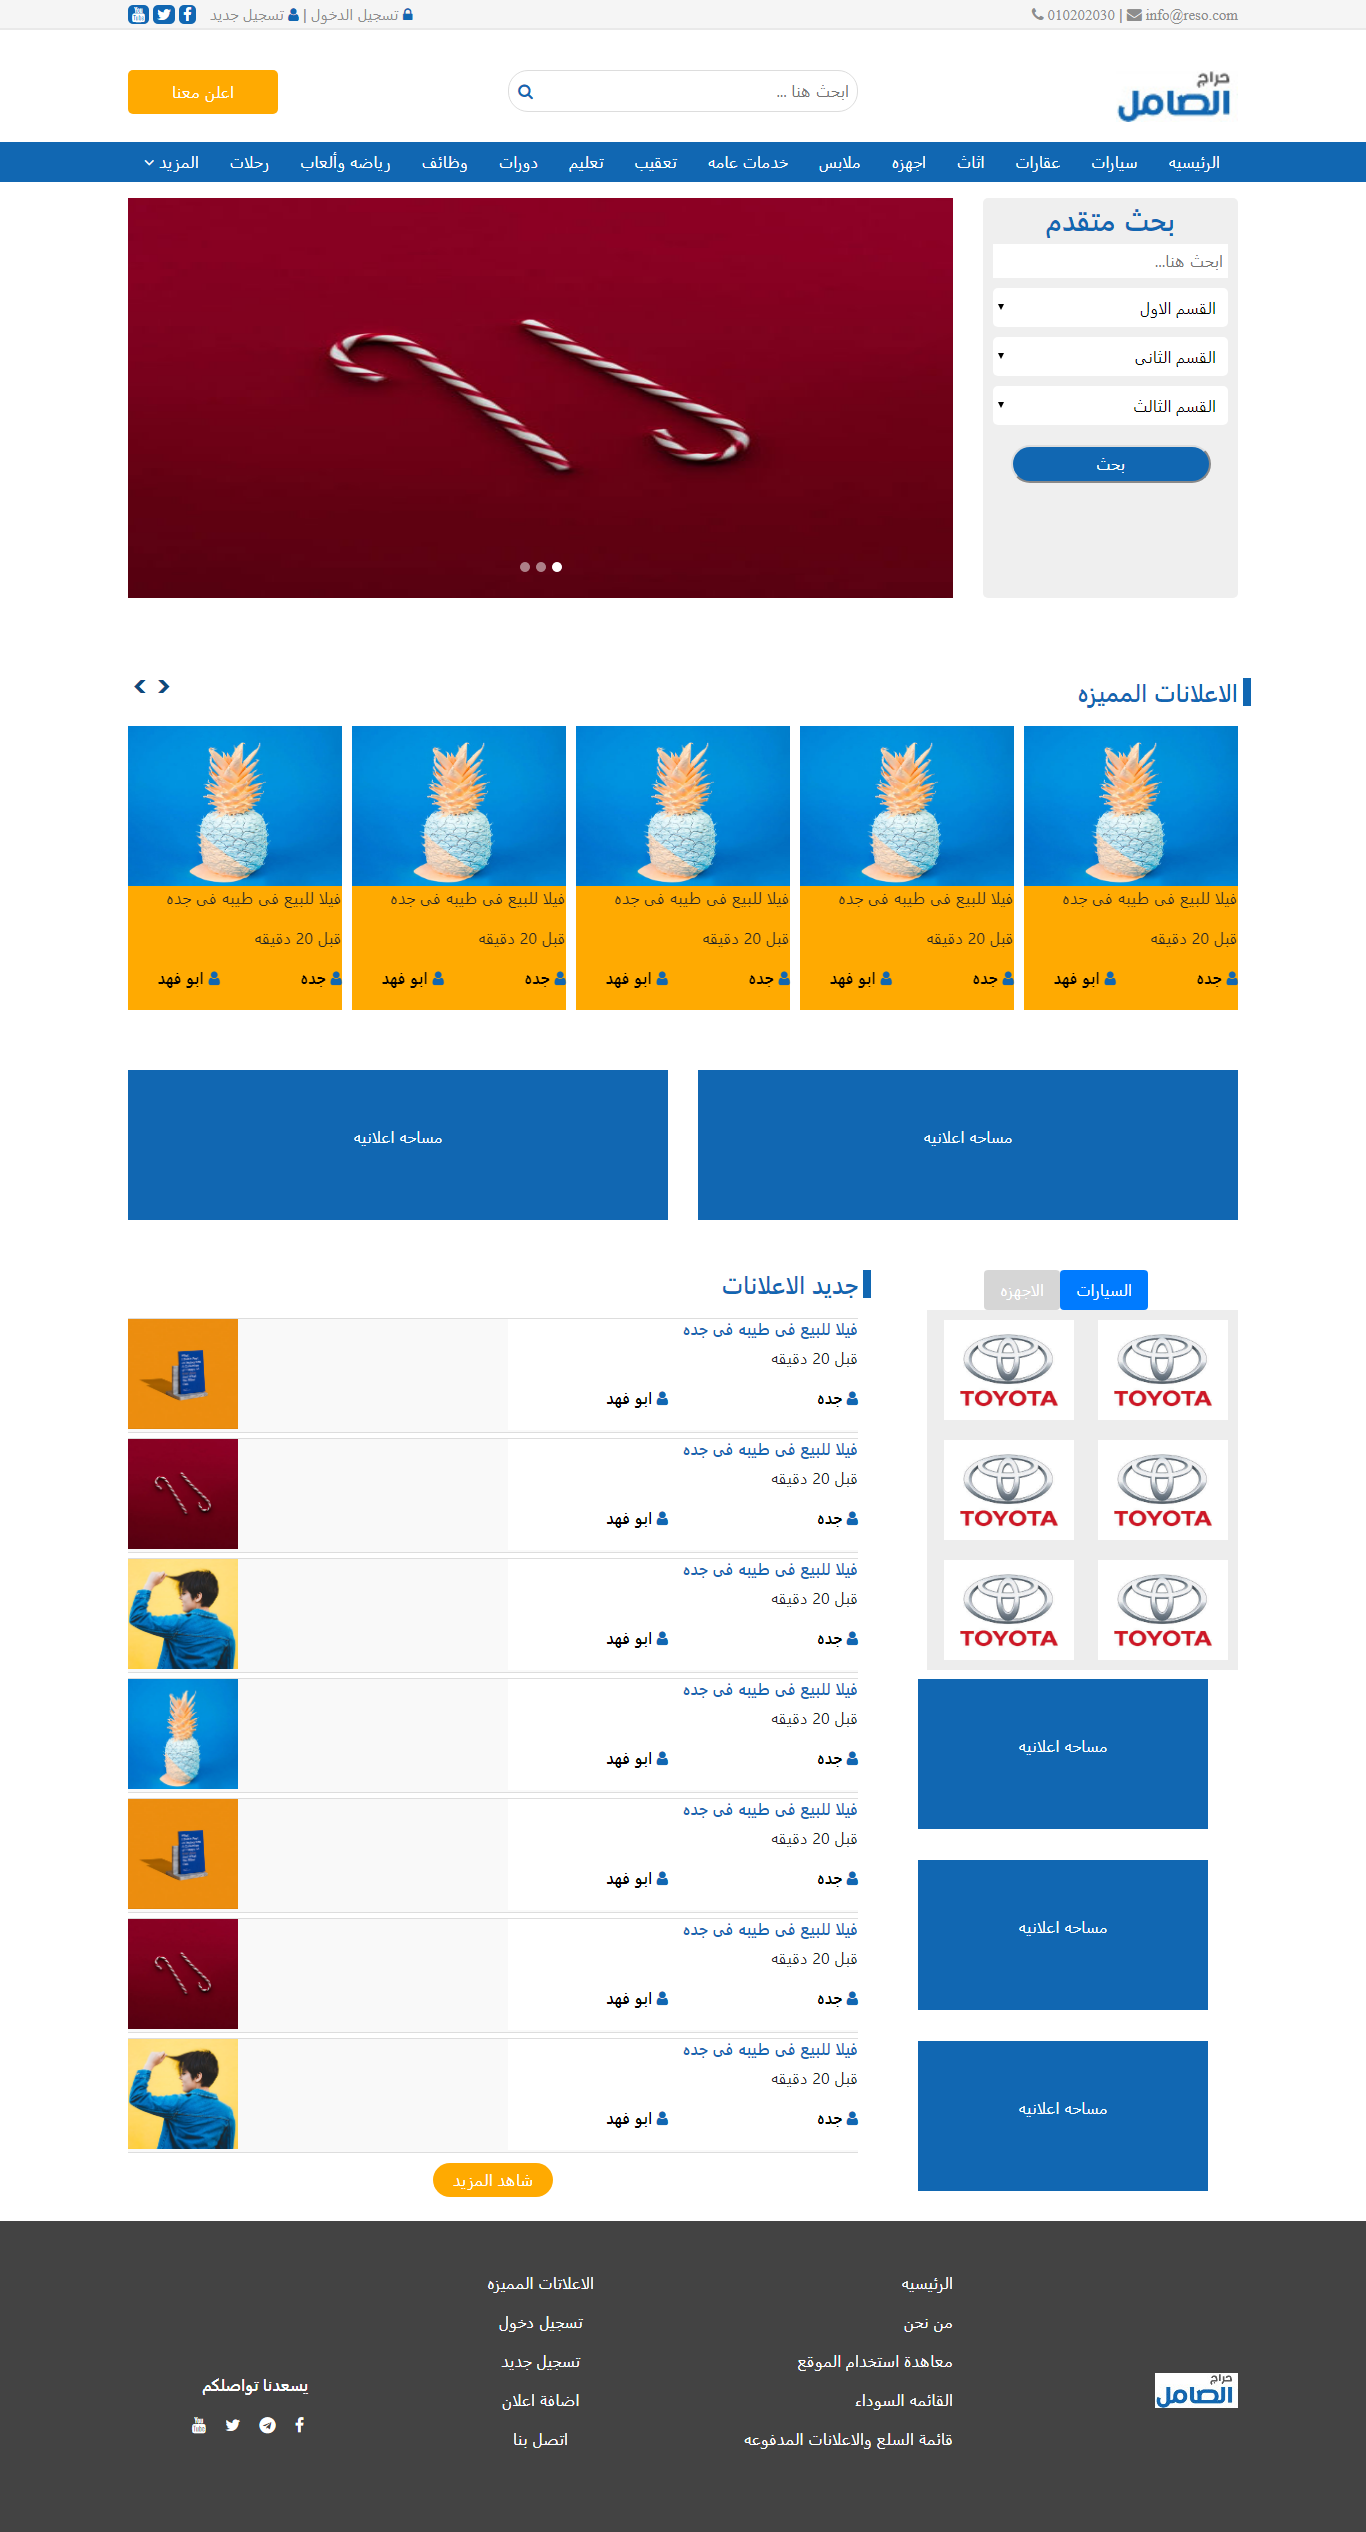 info@reso.com | 010202030
تسجيل الدخول | تسجيل جديد
حراج
الصامل
ابحث هنا ...
اعلن معنا
الرئيسيه سيارات عقارات اثاث اجهزه ملابس خدمات عامه تعقيب تعليم دورات وظائف رياضه وألعاب رحلات المزيد
بحث متقدم
ابحث هنا...
القسم الاول
القسم الثانى
القسم الثالث
بحث
الاعلانات المميزه
فيلا للبيع فى طيبه فى جده
قبل 20 دقيقه
جده ابو فهد
فيلا للبيع فى طيبه فى جده
قبل 20 دقيقه
جده ابو فهد
فيلا للبيع فى طيبه فى جده
قبل 20 دقيقه
جده ابو فهد
فيلا للبيع فى طيبه فى جده
قبل 20 دقيقه
جده ابو فهد
فيلا للبيع فى طيبه فى جده
قبل 20 دقيقه
جده ابو فهد
مساحه اعلانيه
مساحه اعلانيه
السيارات الاجهزه
TOYOTA TOYOTA
TOYOTA TOYOTA
TOYOTA TOYOTA
مساحه اعلانيه
مساحه اعلانيه
مساحه اعلانيه
جديد الاعلانات
فيلا للبيع فى طيبه فى جده
قبل 20 دقيقه
جده ابو فهد
فيلا للبيع فى طيبه فى جده
قبل 20 دقيقه
جده ابو فهد
فيلا للبيع فى طيبه فى جده
قبل 20 دقيقه
جده ابو فهد
فيلا للبيع فى طيبه فى جده
قبل 20 دقيقه
جده ابو فهد
فيلا للبيع فى طيبه فى جده
قبل 20 دقيقه
جده ابو فهد
فيلا للبيع فى طيبه فى جده
قبل 20 دقيقه
جده ابو فهد
فيلا للبيع فى طيبه فى جده
قبل 20 دقيقه
جده ابو فهد
شاهد المزيد
حراج
الصامل
الرئيسيه
من نحن
معاهدة استخدام الموقع
القائمه السوداء
قائمة السلع والاعلانات المدفوعه
الاعلاتات المميزه
تسجيل دخول
تسجيل جديد
اضافة اعلان
اتصل بنا
يسعدنا تواصلكم